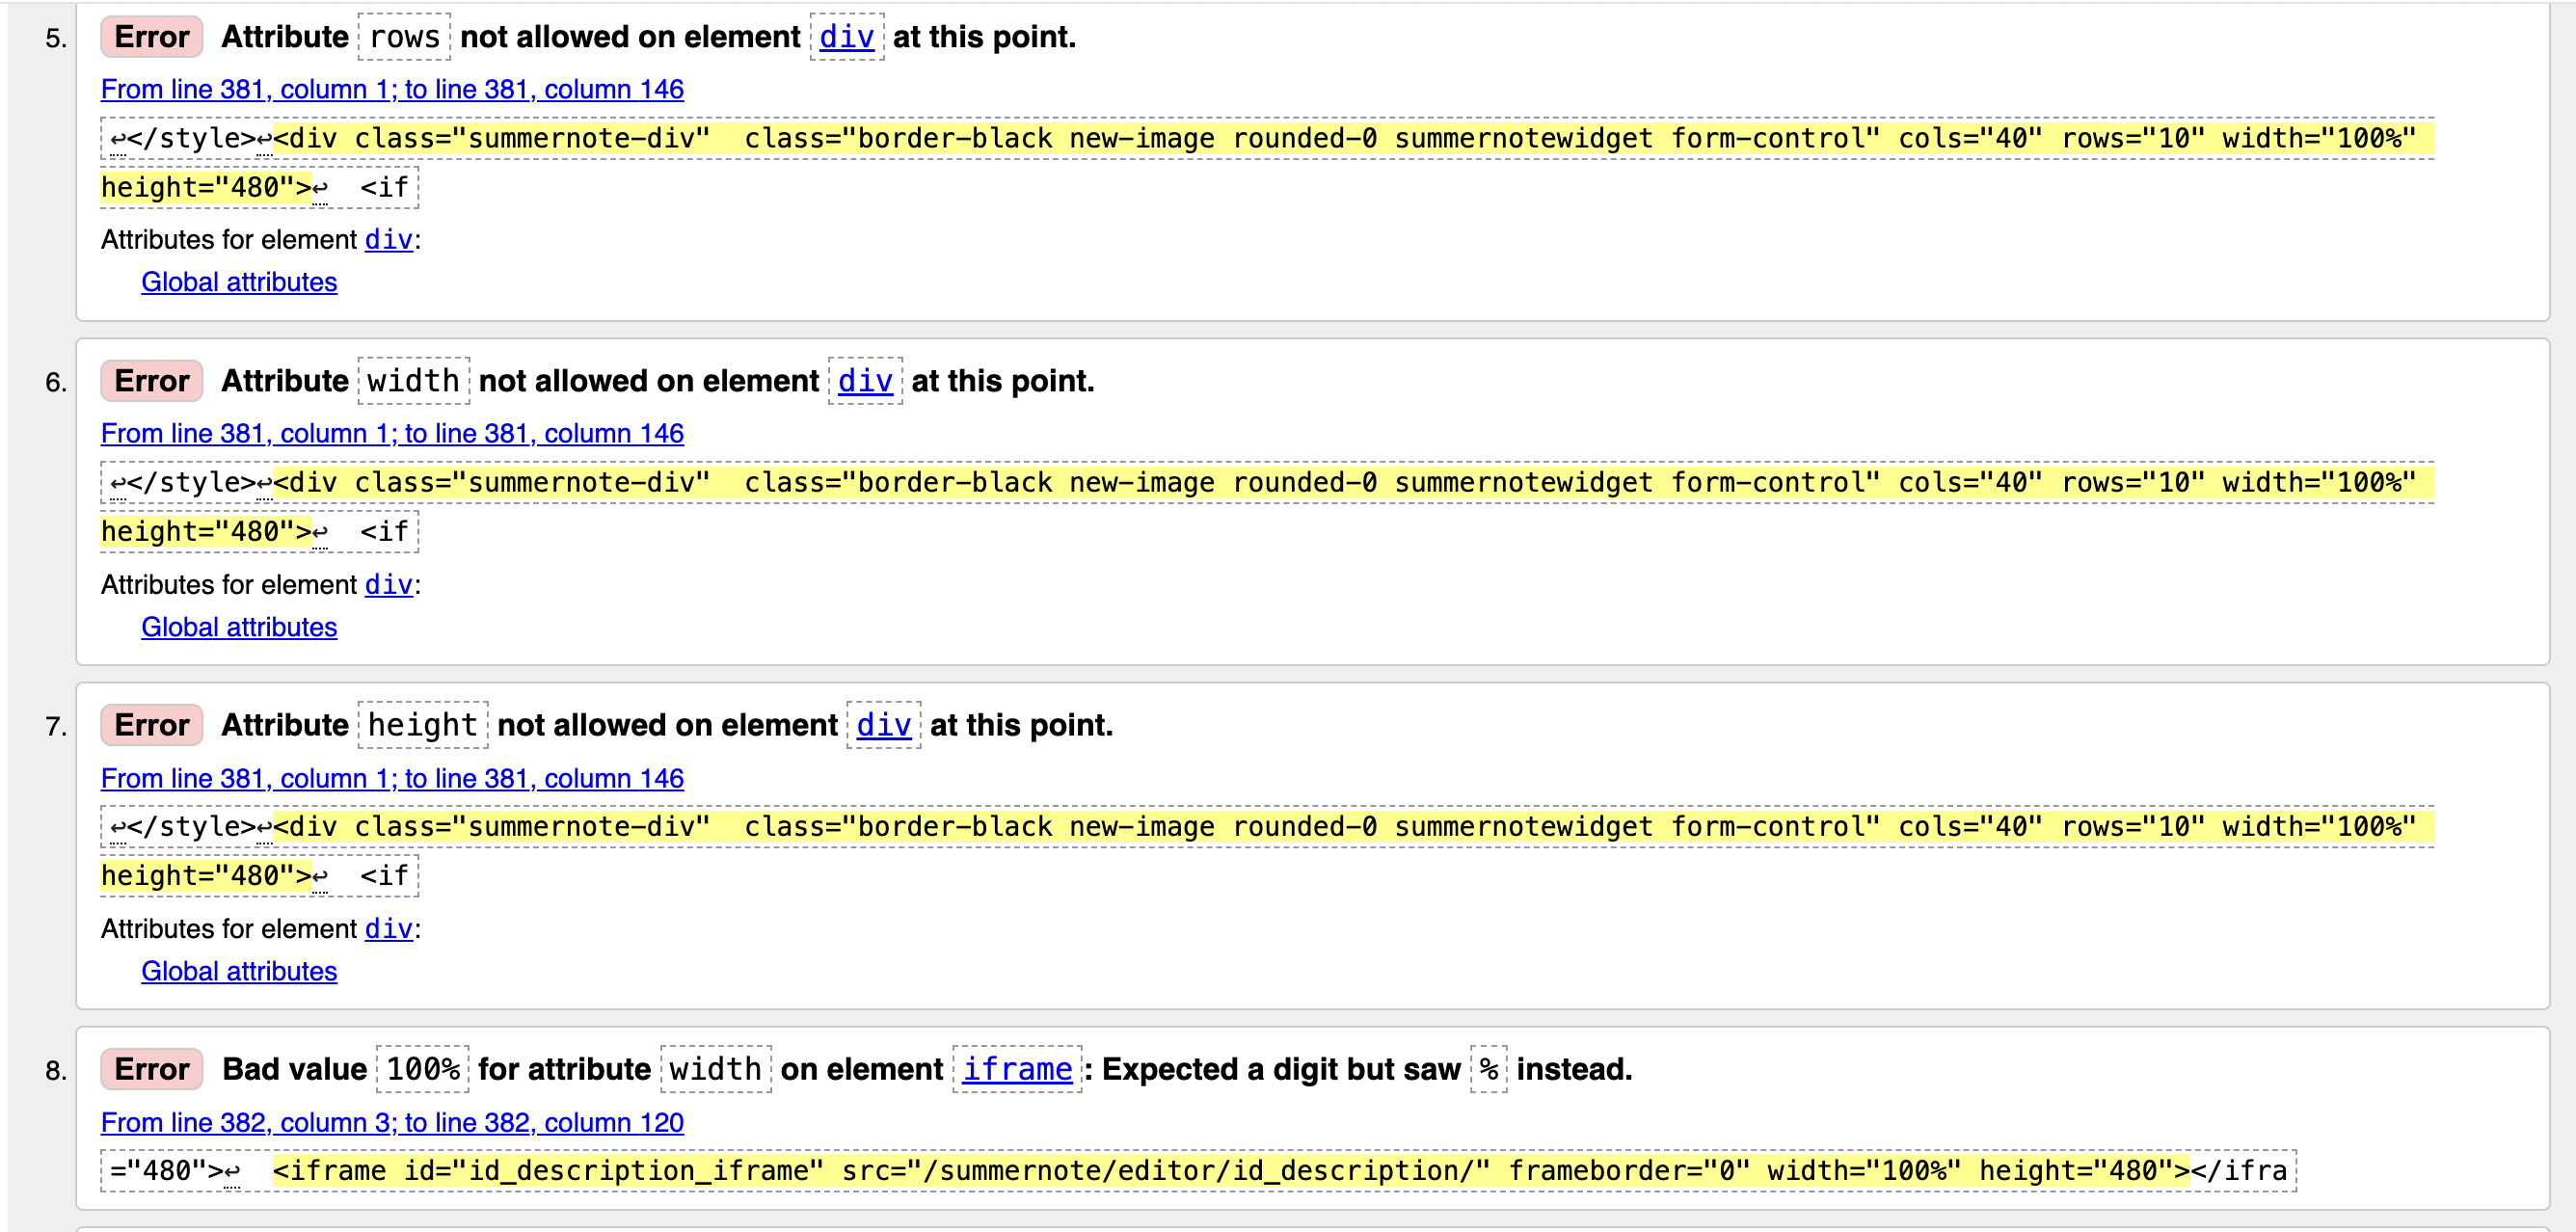 5. Error Attribute rows not allowed on element div at this point.
From line 381, column 1; to line 381, column 146
↩</style>↩<div class="summernote-div"  class="border-black new-image rounded-0 summernotewidget form-control" cols="40" rows="10" width="100%"
height="480">↩  <if
Attributes for element div:
Global attributes
6. Error Attribute width not allowed on element div at this point.
From line 381, column 1; to line 381, column 146
↩</style>↩<div class="summernote-div"  class="border-black new-image rounded-0 summernotewidget form-control" cols="40" rows="10" width="100%"
height="480">↩  <if
Attributes for element div:
Global attributes
7. Error Attribute height not allowed on element div at this point.
From line 381, column 1; to line 381, column 146
↩</style>↩<div class="summernote-div"  class="border-black new-image rounded-0 summernotewidget form-control" cols="40" rows="10" width="100%"
height="480">↩  <if
Attributes for element div:
Global attributes
8. Error Bad value 100% for attribute width on element iframe: Expected a digit but saw % instead.
From line 382, column 3; to line 382, column 120
="480">↩  <iframe id="id_description_iframe" src="/summernote/editor/id_description/" frameborder="0" width="100%" height="480"></ifra